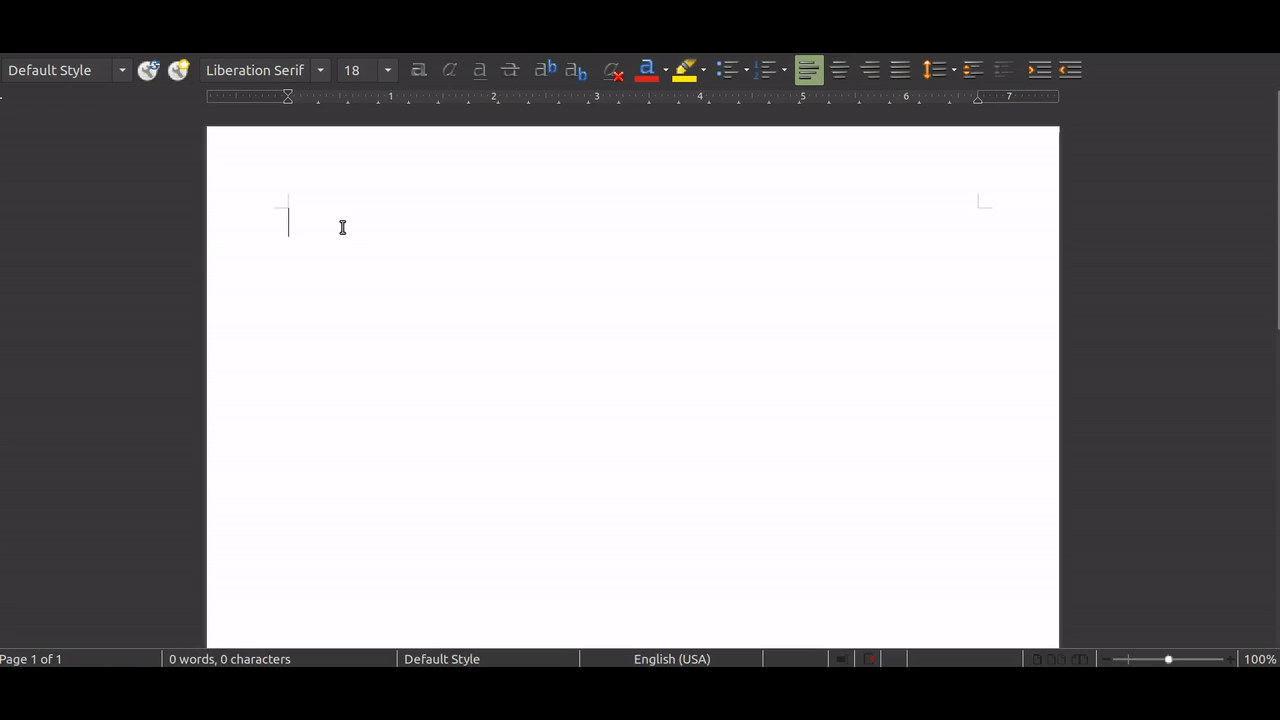 Default Style Liberation Serif 18
1 2 3 4 5 6 7
Page 1 of 1 0 words, 0 characters Default Style English (USA) 100%